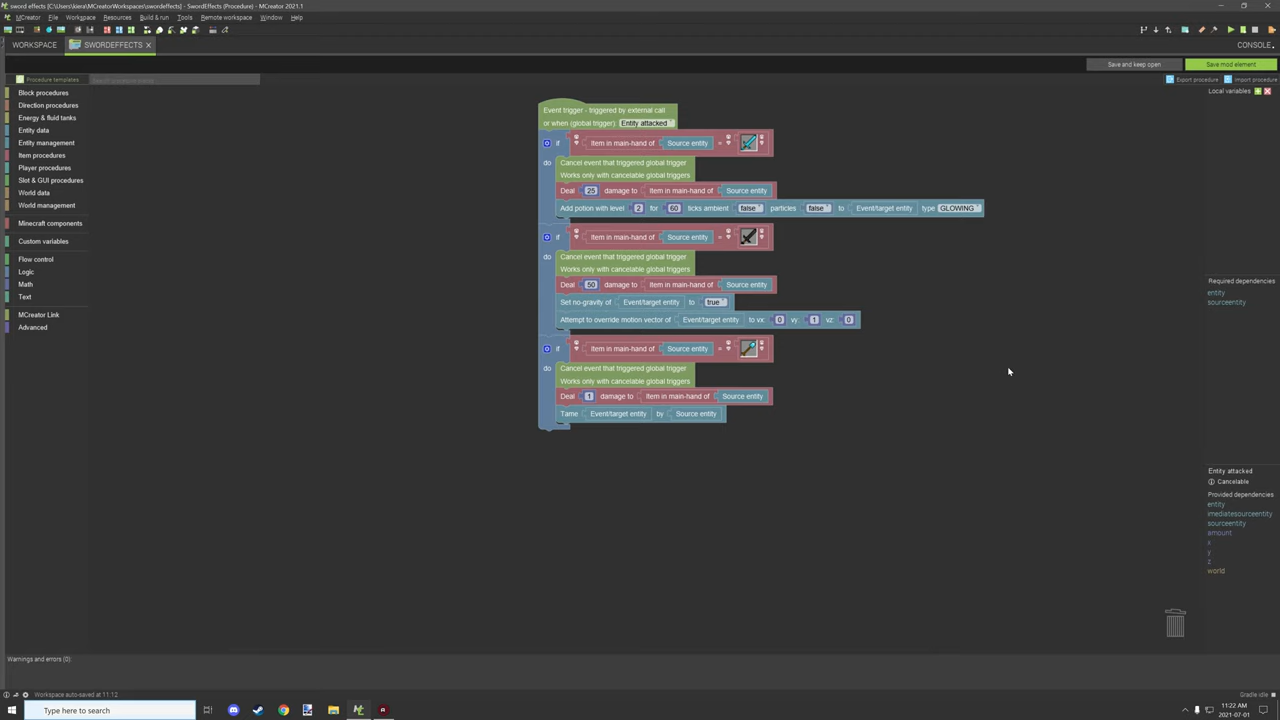 sword effects [C:\Users\kiera\MCreatorWorkspaces\swordeffects] - SwordEffects (Procedure) - MCreator 2021.1
MCreator File Workspace Resources Build & run Tools Remote workspace Window Help
WORKSPACE SWORDEFFECTS CONSOLE
Save and keep open Save mod element
Procedure templates Export procedure Import procedure
Local variables
Block procedures
Direction procedures
Energy & fluid tanks
Entity data
Entity management
Item procedures
Player procedures
Slot & GUI procedures
World data
World management
Minecraft components
Custom variables
Flow control
Logic
Math
Text
MCreator Link
Advanced
Event trigger - triggered by external call
or when (global trigger): Entity attacked
if Item in main-hand of Source entity =
do Cancel event that triggered global trigger
Works only with cancelable global triggers
Deal 25 damage to Item in main-hand of Source entity
Add potion with level 2 for 60 ticks ambient false particles false to Event/target entity type GLOWING
if Item in main-hand of Source entity =
do Cancel event that triggered global trigger
Works only with cancelable global triggers
Deal 50 damage to Item in main-hand of Source entity
Set no-gravity of Event/target entity to true
Attempt to override motion vector of Event/target entity to vx: 0 vy: 1 vz: 0
if Item in main-hand of Source entity =
do Cancel event that triggered global trigger
Works only with cancelable global triggers
Deal 1 damage to Item in main-hand of Source entity
Tame Event/target entity by Source entity
Required dependencies
entity
sourceentity
Entity attacked
Cancelable
Provided dependencies
entity
imediatesourceentity
sourceentity
amount
x
y
z
world
Warnings and errors (0):
Workspace auto-saved at 11:12 Gradle idle
Type here to search
11:22 AM
2021-07-01